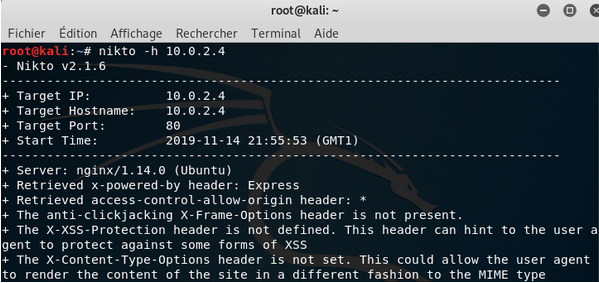 root@kali: ~
Fichier Édition Affichage Rechercher Terminal Aide
root@kali:~# nikto -h 10.0.2.4
- Nikto v2.1.6
---------------------------------------------------------------------------
+ Target IP: 10.0.2.4
+ Target Hostname: 10.0.2.4
+ Target Port: 80
+ Start Time: 2019-11-14 21:55:53 (GMT1)
---------------------------------------------------------------------------
+ Server: nginx/1.14.0 (Ubuntu)
+ Retrieved x-powered-by header: Express
+ Retrieved access-control-allow-origin header: *
+ The anti-clickjacking X-Frame-Options header is not present.
+ The X-XSS-Protection header is not defined. This header can hint to the user a
gent to protect against some forms of XSS
+ The X-Content-Type-Options header is not set. This could allow the user agent
to render the content of the site in a different fashion to the MIME type